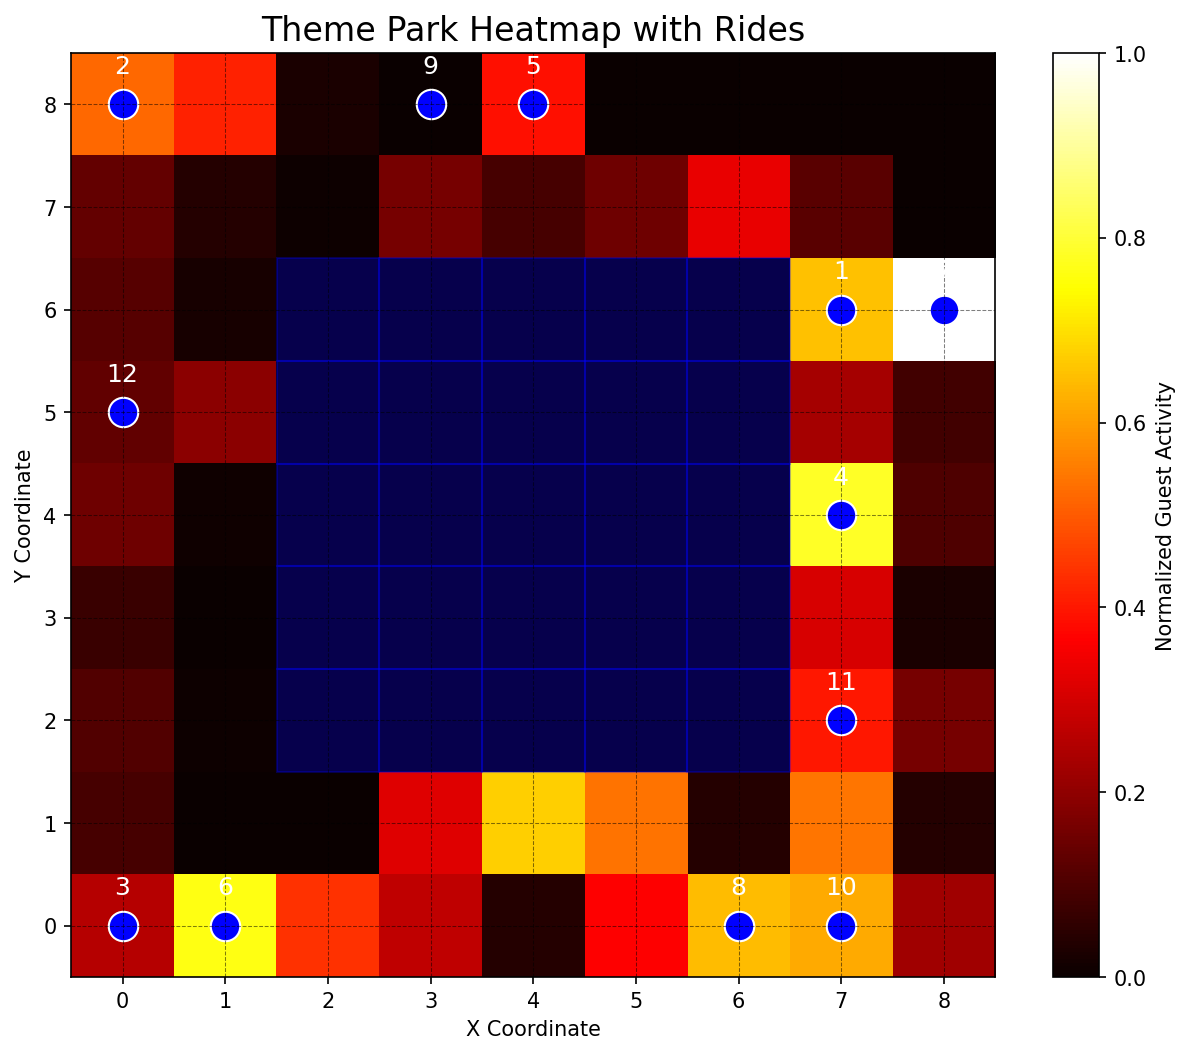 Theme Park Heatmap with Rides
2 9 5
8
7
1
6
12
5
4
4
3
11
2
1
3 6 8 10
0
0 1 2 3 4 5 6 7 8
X Coordinate
Y Coordinate
1.0
0.8
0.6
0.4
0.2
0.0
Normalized Guest Activity